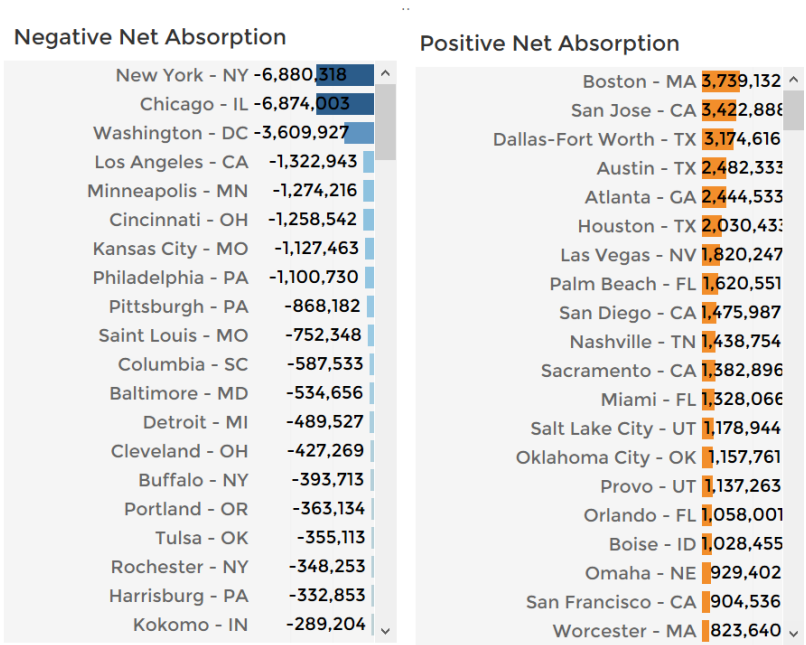 Negative Net Absorption
New York - NY -6,880,318
Chicago - IL -6,874,003
Washington - DC -3,609,927
Los Angeles - CA -1,322,943
Minneapolis - MN -1,274,216
Cincinnati - OH -1,258,542
Kansas City - MO -1,127,463
Philadelphia - PA -1,100,730
Pittsburgh - PA -868,182
Saint Louis - MO -752,348
Columbia - SC -587,533
Baltimore - MD -534,656
Detroit - MI -489,527
Cleveland - OH -427,269
Buffalo - NY -393,713
Portland - OR -363,134
Tulsa - OK -355,113
Rochester - NY -348,253
Harrisburg - PA -332,853
Kokomo - IN -289,204
Positive Net Absorption
Boston - MA 3,739,132
San Jose - CA 3,422,888
Dallas-Fort Worth - TX 3,174,616
Austin - TX 2,482,333
Atlanta - GA 2,444,533
Houston - TX 2,030,433
Las Vegas - NV 1,820,247
Palm Beach - FL 1,620,551
San Diego - CA 1,475,987
Nashville - TN 1,438,754
Sacramento - CA 1,382,896
Miami - FL 1,328,066
Salt Lake City - UT 1,178,944
Oklahoma City - OK 1,157,761
Provo - UT 1,137,263
Orlando - FL 1,058,001
Boise - ID 1,028,455
Omaha - NE 929,402
San Francisco - CA 904,536
Worcester - MA 823,640